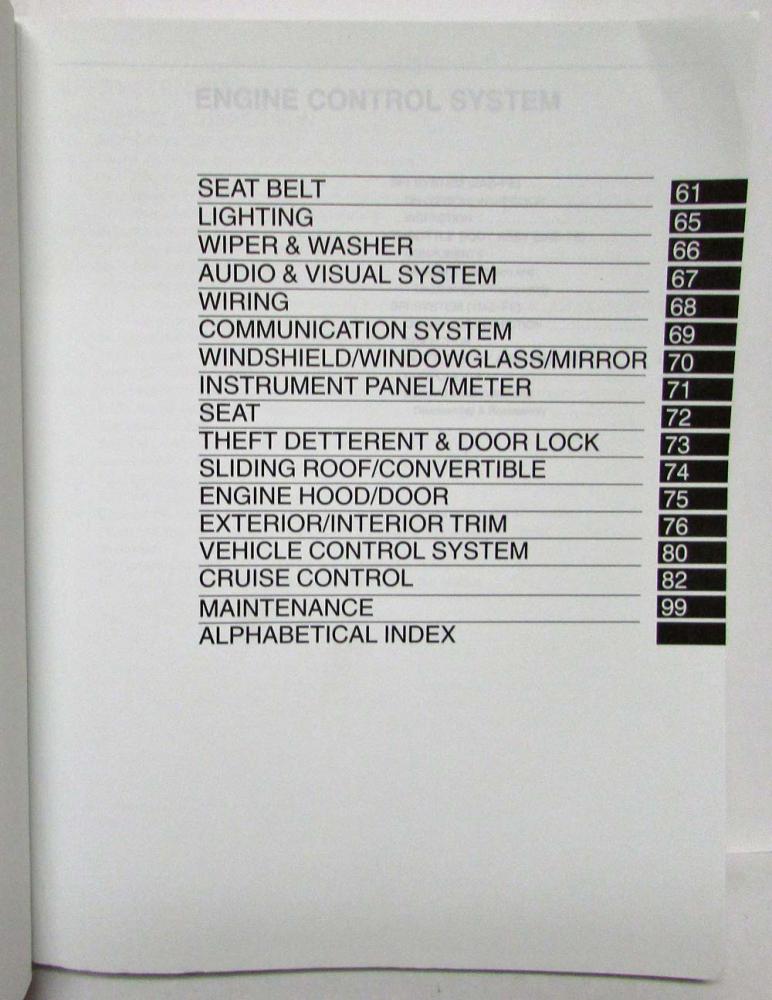 ENGINE CONTROL SYSTEM
SEAT BELT 61
LIGHTING 65
WIPER & WASHER 66
AUDIO & VISUAL SYSTEM 67
WIRING 68
COMMUNICATION SYSTEM 69
WINDSHIELD/WINDOWGLASS/MIRROR 70
INSTRUMENT PANEL/METER 71
SEAT 72
THEFT DETTERENT & DOOR LOCK 73
SLIDING ROOF/CONVERTIBLE 74
ENGINE HOOD/DOOR 75
EXTERIOR/INTERIOR TRIM 76
VEHICLE CONTROL SYSTEM 80
CRUISE CONTROL 82
MAINTENANCE 99
ALPHABETICAL INDEX